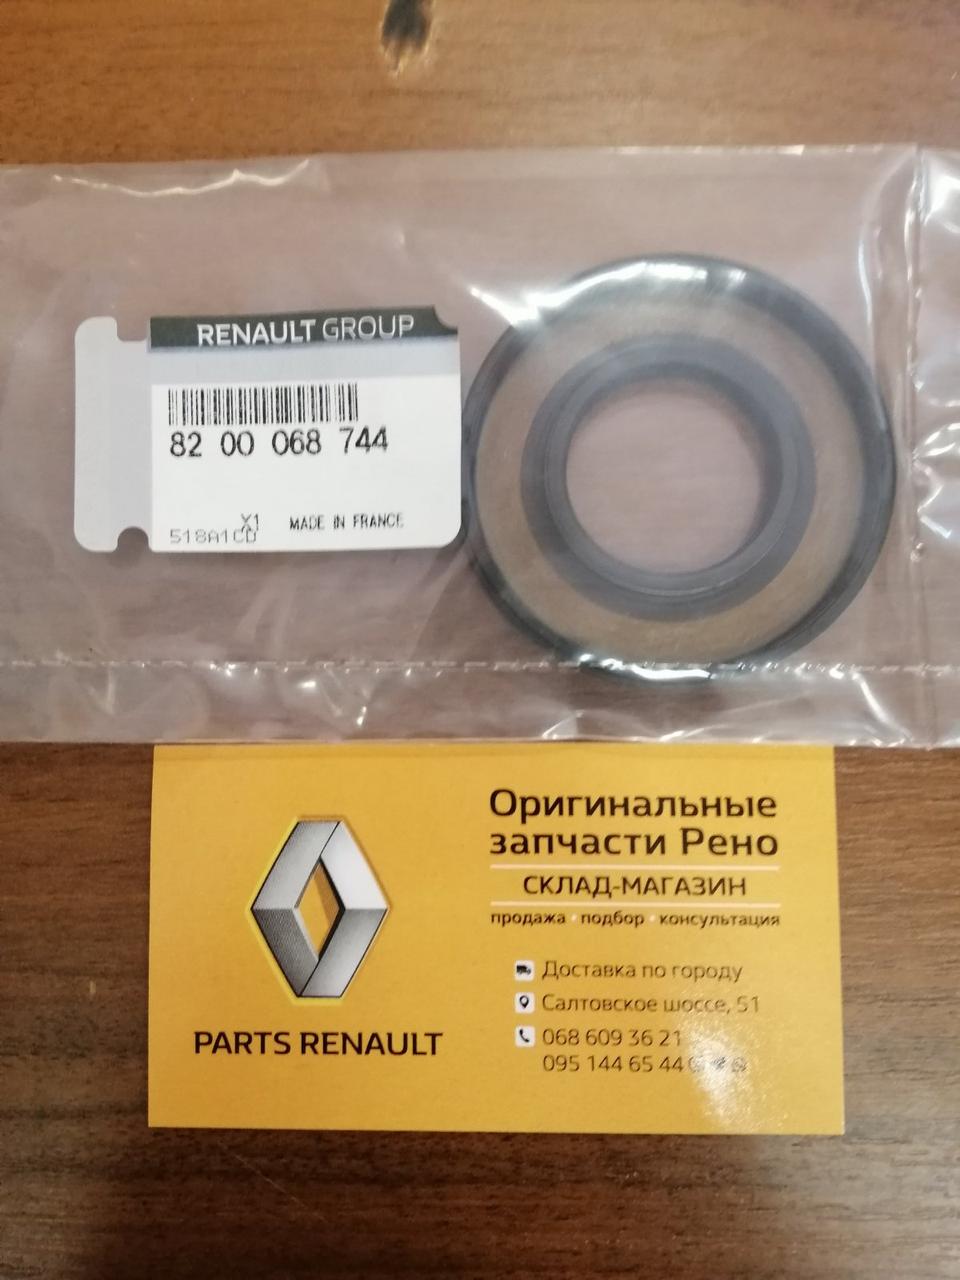 RENAULT GROUP
82 00 068 744
X1 MADE IN FRANCE
518A1CD
Оригинальные
запчасти Рено
СКЛАД-МАГАЗИН
продажа • подбор • консультация
Доставка по городу
Салтовское шоссе, 51
068 609 36 21
095 144 65 44
PARTS RENAULT